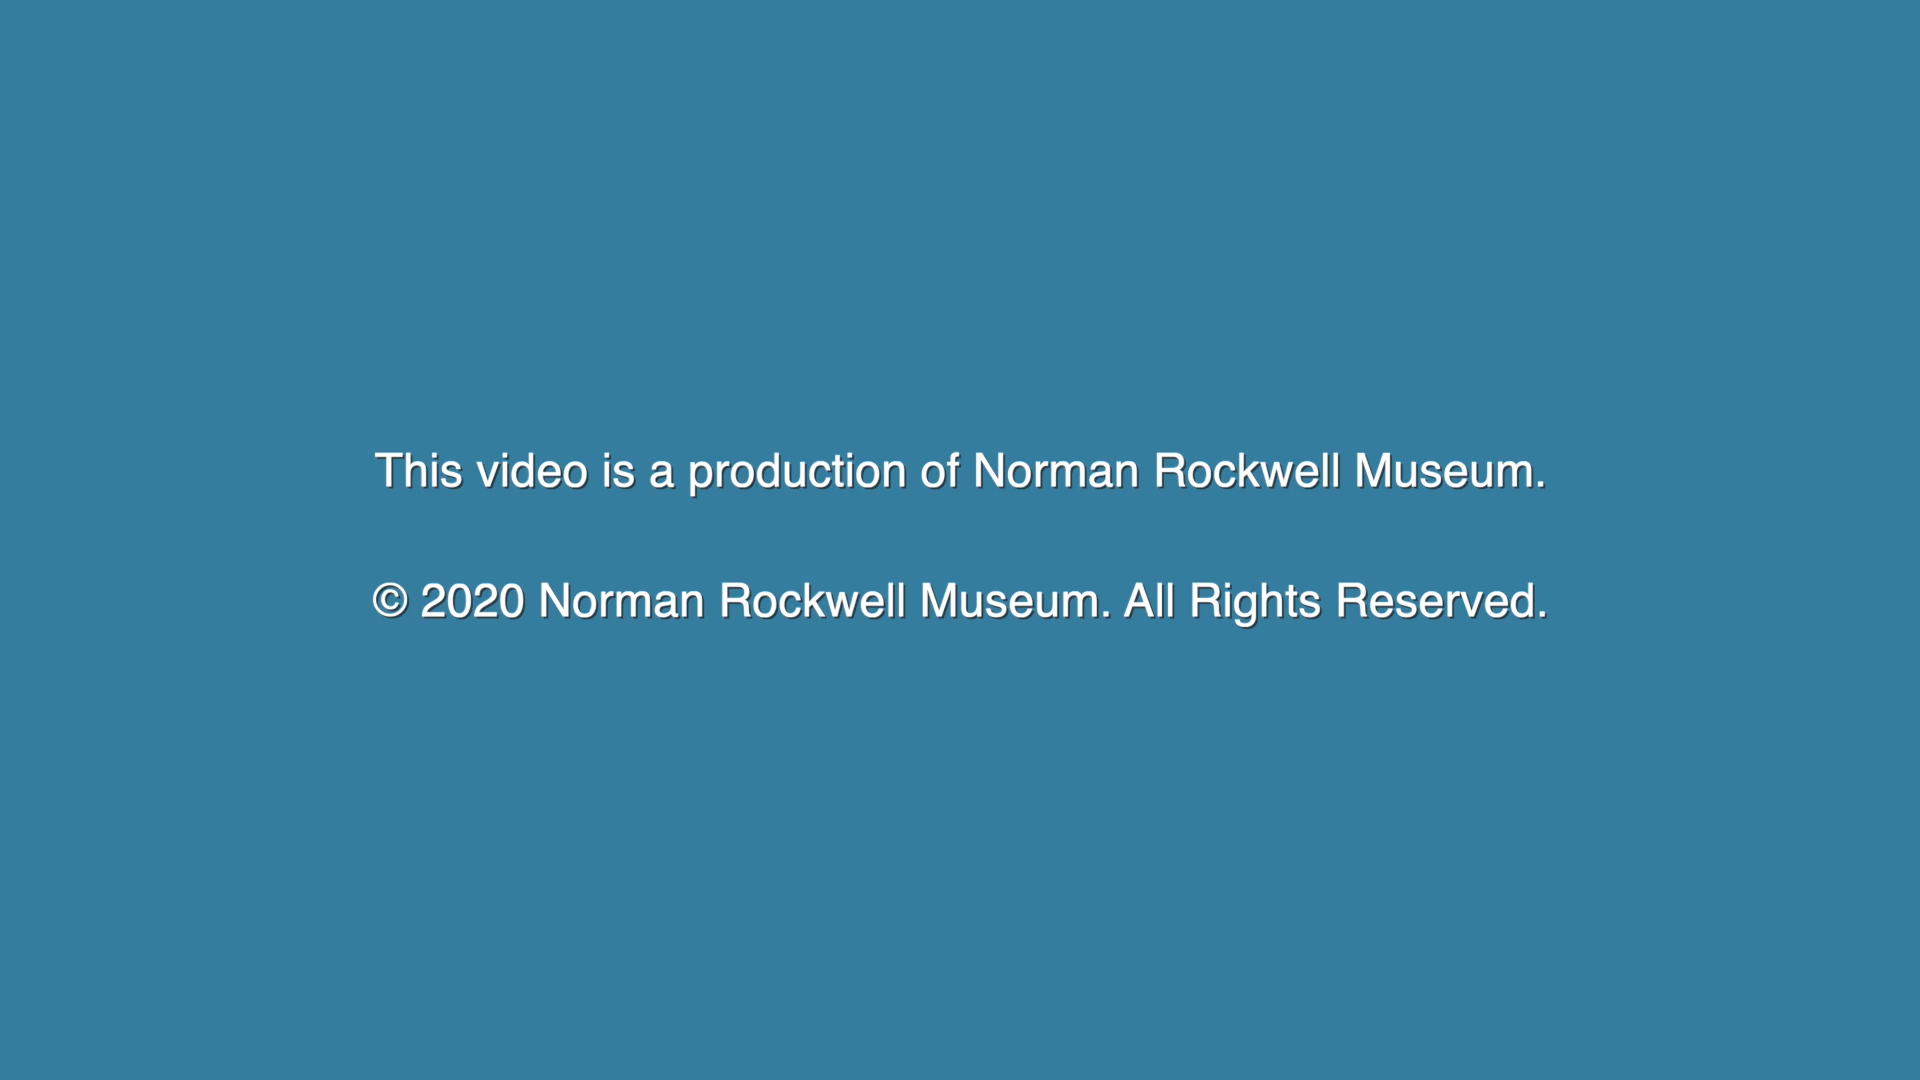 This video is a production of Norman Rockwell Museum.
© 2020 Norman Rockwell Museum. All Rights Reserved.